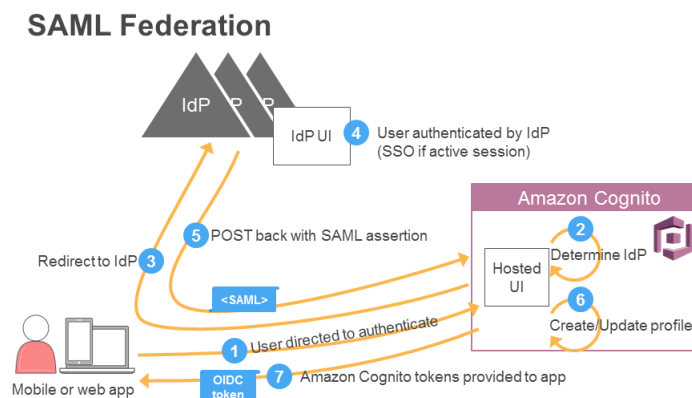 SAML Federation
IdP
P
P
IdP UI
4
User authenticated by IdP
(SSO if active session)
Amazon Cognito
5
POST back with SAML assertion
2
Determine IdP
Redirect to IdP
3
Hosted
UI
<SAML>
6
Create/Update profile
1
User directed to authenticate
Mobile or web app
OIDC
token
7
Amazon Cognito tokens provided to app